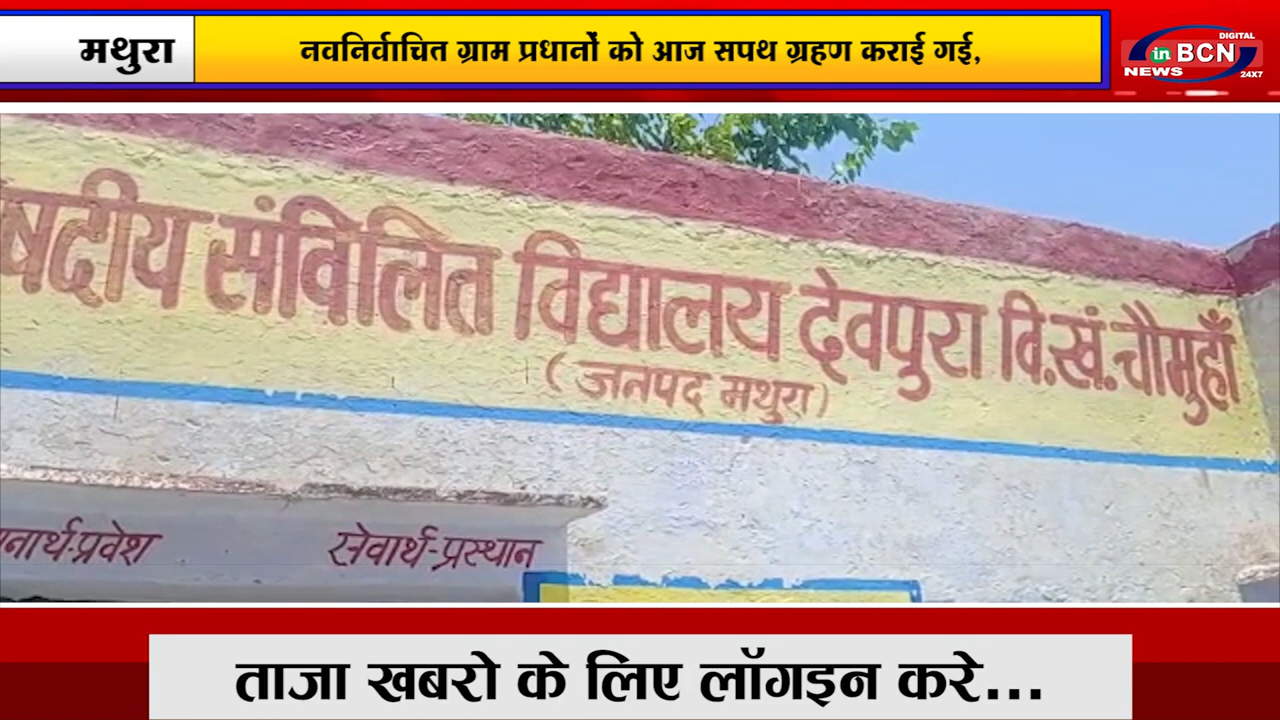 मथुरा
नवनिर्वाचित ग्राम प्रधानों को आज सपथ ग्रहण कराई गई,
DIGITAL
in BCN
NEWS 24X7
संविलित विद्यालय देवपुरा वि.खं. चौमुहाँ
(जनपद मथुरा)
सेवार्थ-प्रस्थान
ताजा खबरो के लिए लॉगइन करे...